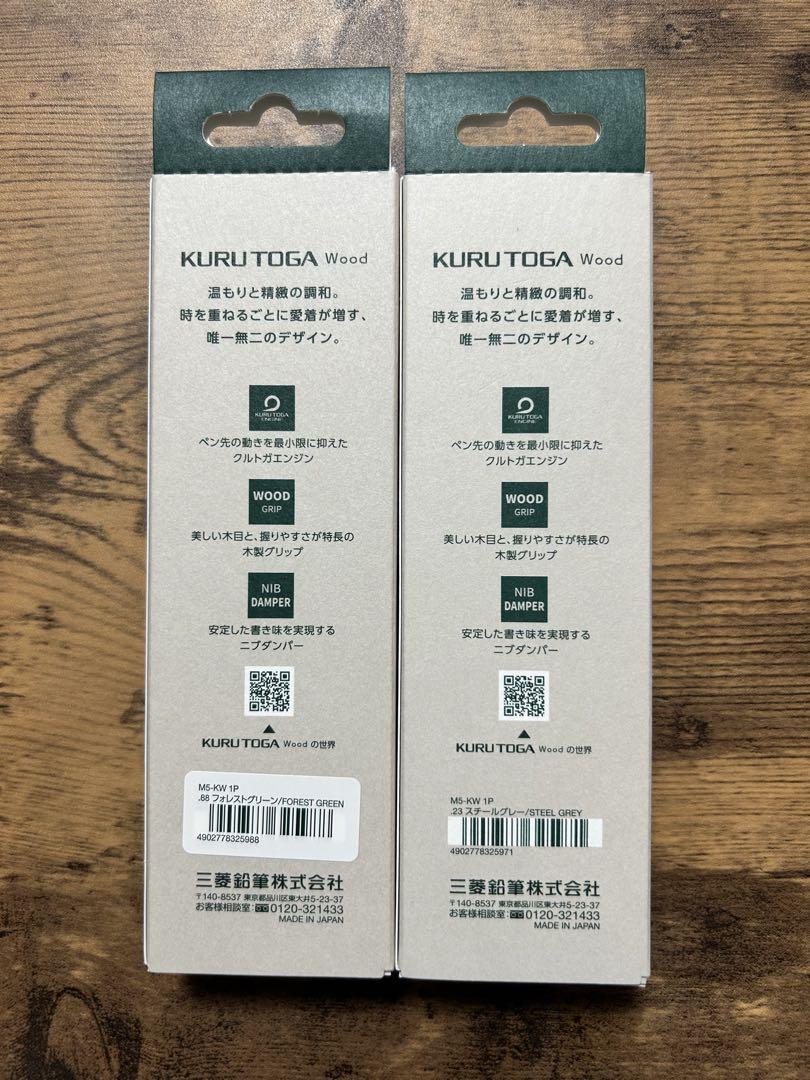 KURUTOGA Wood
温もりと精緻の調和。
時を重ねるごとに愛着が増す、
唯一無二のデザイン。
KURUTOGA
ENGINE
ペン先の動きを最小限に抑えた
クルトガエンジン
WOOD
GRIP
美しい木目と、握りやすさが特長の
木製グリップ
NIB
DAMPER
安定した書き味を実現する
ニブダンパー
KURUTOGA Wood の世界
M5-KW 1P
.88 フォレストグリーン/FOREST GREEN
4902778325988
三菱鉛筆株式会社
〒140-8537 東京都品川区東大井5-23-37
お客様相談室:0120-321433
MADE IN JAPAN
KURUTOGA Wood
温もりと精緻の調和。
時を重ねるごとに愛着が増す、
唯一無二のデザイン。
KURUTOGA
ENGINE
ペン先の動きを最小限に抑えた
クルトガエンジン
WOOD
GRIP
美しい木目と、握りやすさが特長の
木製グリップ
NIB
DAMPER
安定した書き味を実現する
ニブダンパー
KURUTOGA Wood の世界
M5-KW 1P
.23 スチールグレー/STEEL GREY
4902778325971
三菱鉛筆株式会社
〒140-8537 東京都品川区東大井5-23-37
お客様相談室:0120-321433
MADE IN JAPAN